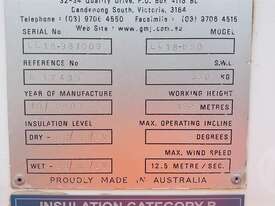 32-34 Quality Drive, P.O. Box 4118 BC
Dandenong South, Victoria, 3164
(03) 9706 4550 Facsimile : (03) 9706 4515
Web Site : www.gmj.com.au
SERIAL NO MODEL
REFERENCE NO S.W.L
KG
YEAR OF MANUFACTURE WORKING HEIGHT
METRES
INSULATION LEVEL MAX. OPERATING INCLINE
DRY DEGREES
MAX. WIND SPEED
WET 12.5 METRE/SEC.
PROUDLY MADE IN AUSTRALIA
INSULATION CATEGORY B